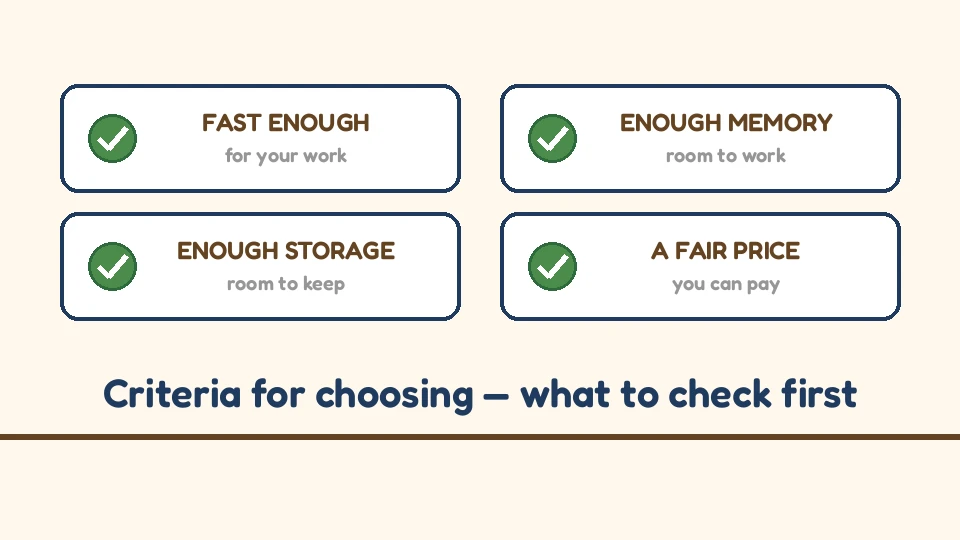 FAST ENOUGH
for your work
ENOUGH MEMORY
room to work
ENOUGH STORAGE
room to keep
A FAIR PRICE
you can pay
Criteria for choosing — what to check first